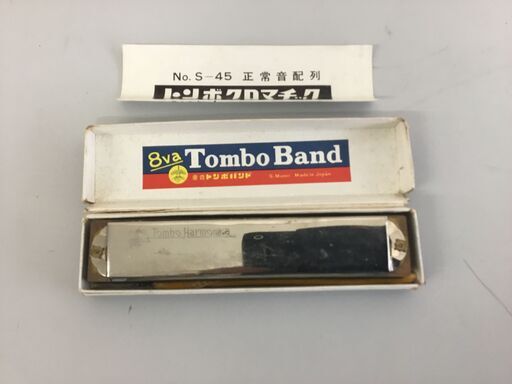 No. S-45 正常音配列
トンボクロマチック
8va Tombo Band
トンボバンド
Made in Japan
Tombo Harmonica